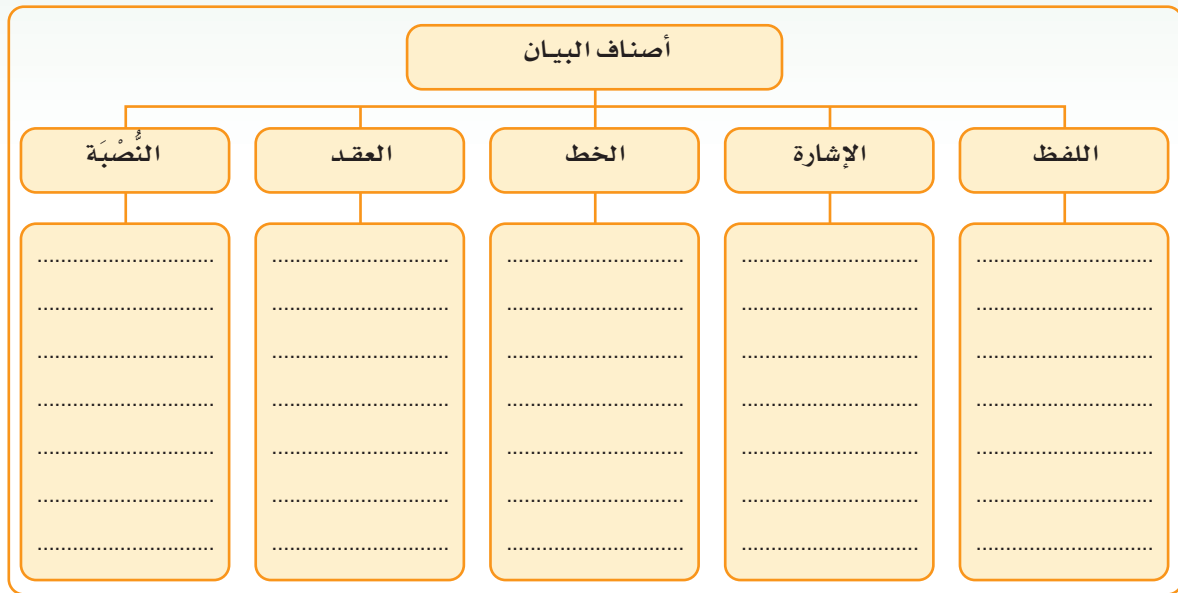 أصناف البيان
اللفظ
الإشارة
الخط
العقد
النُّصْبَة